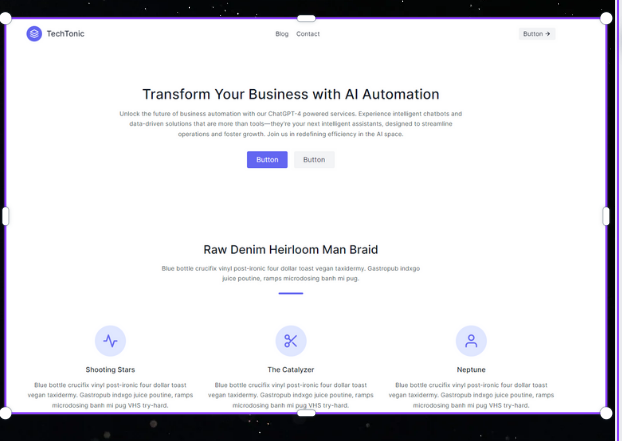 TechTonic
Blog Contact
Button →
Transform Your Business with AI Automation
Unlock the future of business automation with our ChatGPT-4 powered services. Experience intelligent chatbots and
data-driven solutions that are more than tools—they're your next intelligent assistants, designed to streamline
operations and foster growth. Join us in redefining efficiency in the AI space.
Button Button
Raw Denim Heirloom Man Braid
Blue bottle crucifix vinyl post-ironic four dollar toast vegan taxidermy. Gastropub indxgo
juice poutine, ramps microdosing banh mi pug.
Shooting Stars
Blue bottle crucifix vinyl post-ironic four dollar toast
vegan taxidermy. Gastropub indxgo juice poutine, ramps
microdosing banh mi pug VHS try-hard.
The Catalyzer
Blue bottle crucifix vinyl post-ironic four dollar toast
vegan taxidermy. Gastropub indxgo juice poutine, ramps
microdosing banh mi pug VHS try-hard.
Neptune
Blue bottle crucifix vinyl post-ironic four dollar toast
vegan taxidermy. Gastropub indxgo juice poutine, ramps
microdosing banh mi pug VHS try-hard.